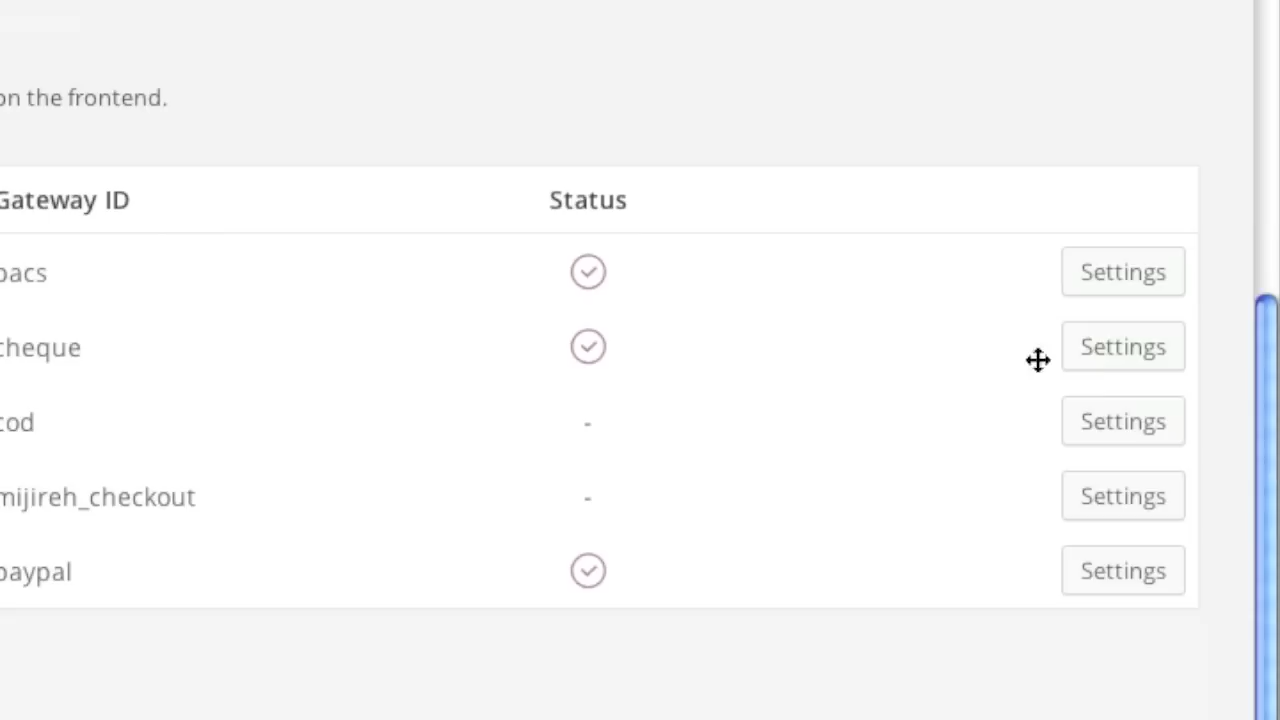 on the frontend.
Gateway ID Status
bacs Settings
cheque Settings
cod - Settings
mijireh_checkout - Settings
paypal Settings